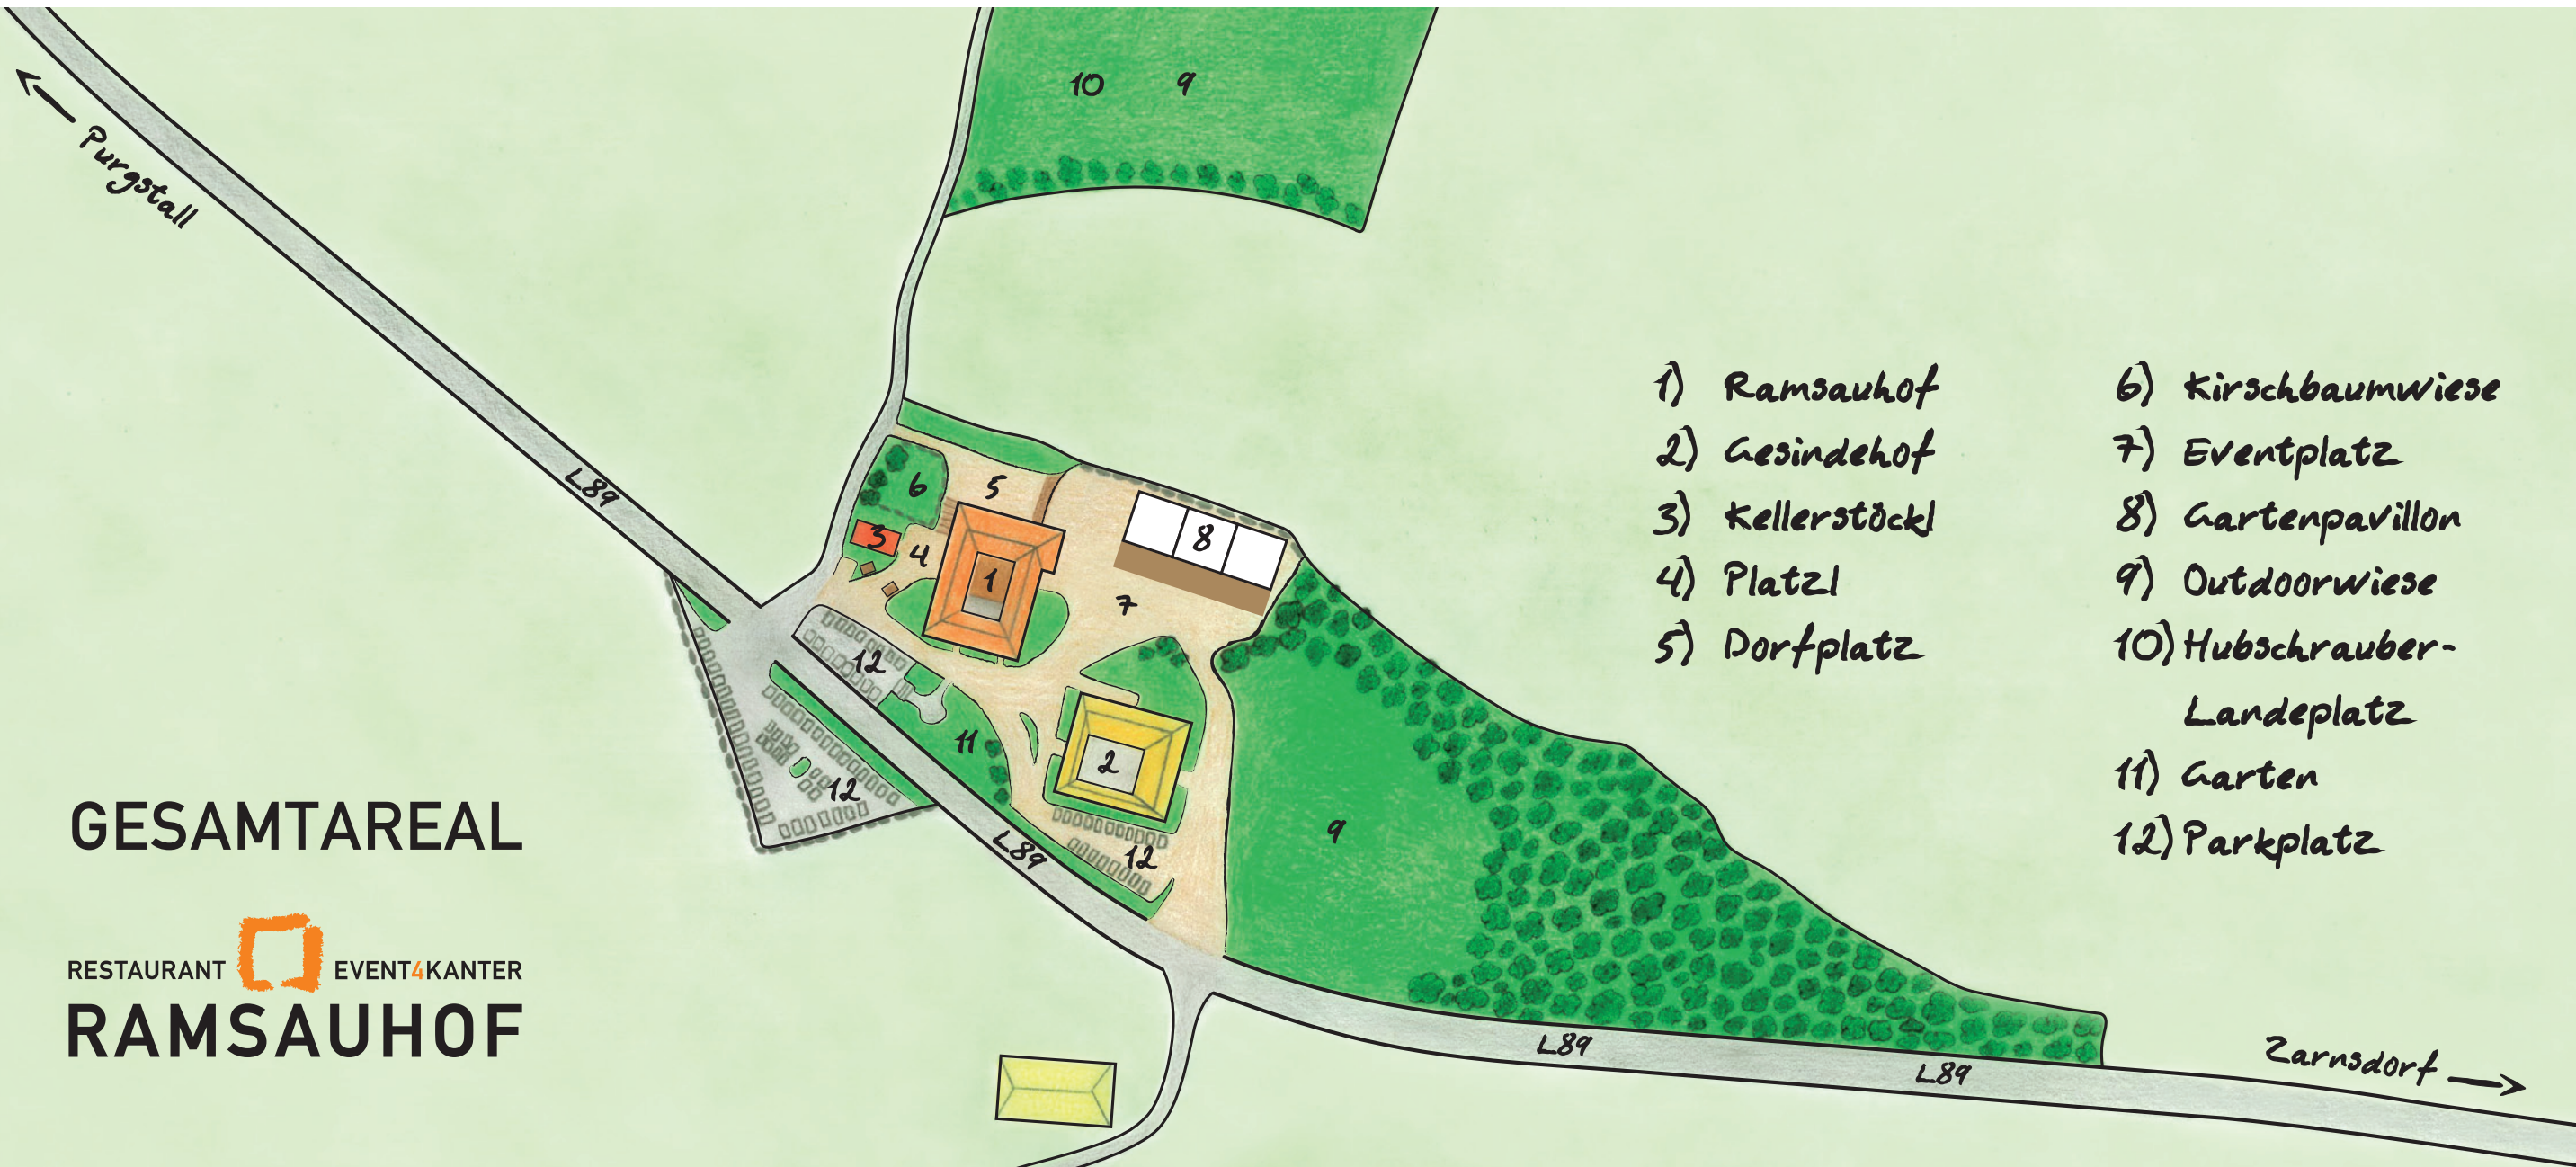 10 9
Purgstall
L89
6
5
3
4
8
1
7
12
11
2
12
9
L89
12
L89
L89
Zarnsdorf
1) Ramsauhof
2) Gesindehof
3) Kellerstöckl
4) Platzl
5) Dorfplatz
6) Kirschbaumwiese
7) Eventplatz
8) Gartenpavillon
9) Outdoorwiese
10) Hubschrauber-
Landeplatz
11) Garten
12) Parkplatz
GESAMTAREAL
RESTAURANT EVENT4KANTER
RAMSAUHOF